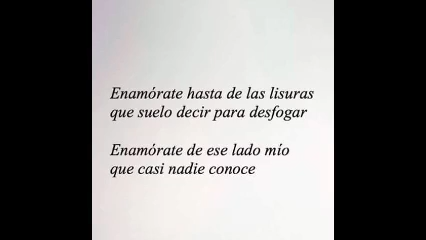 Enamórate hasta de las lisuras
que suelo decir para desfogar
Enamórate de ese lado mío
que casi nadie conoce